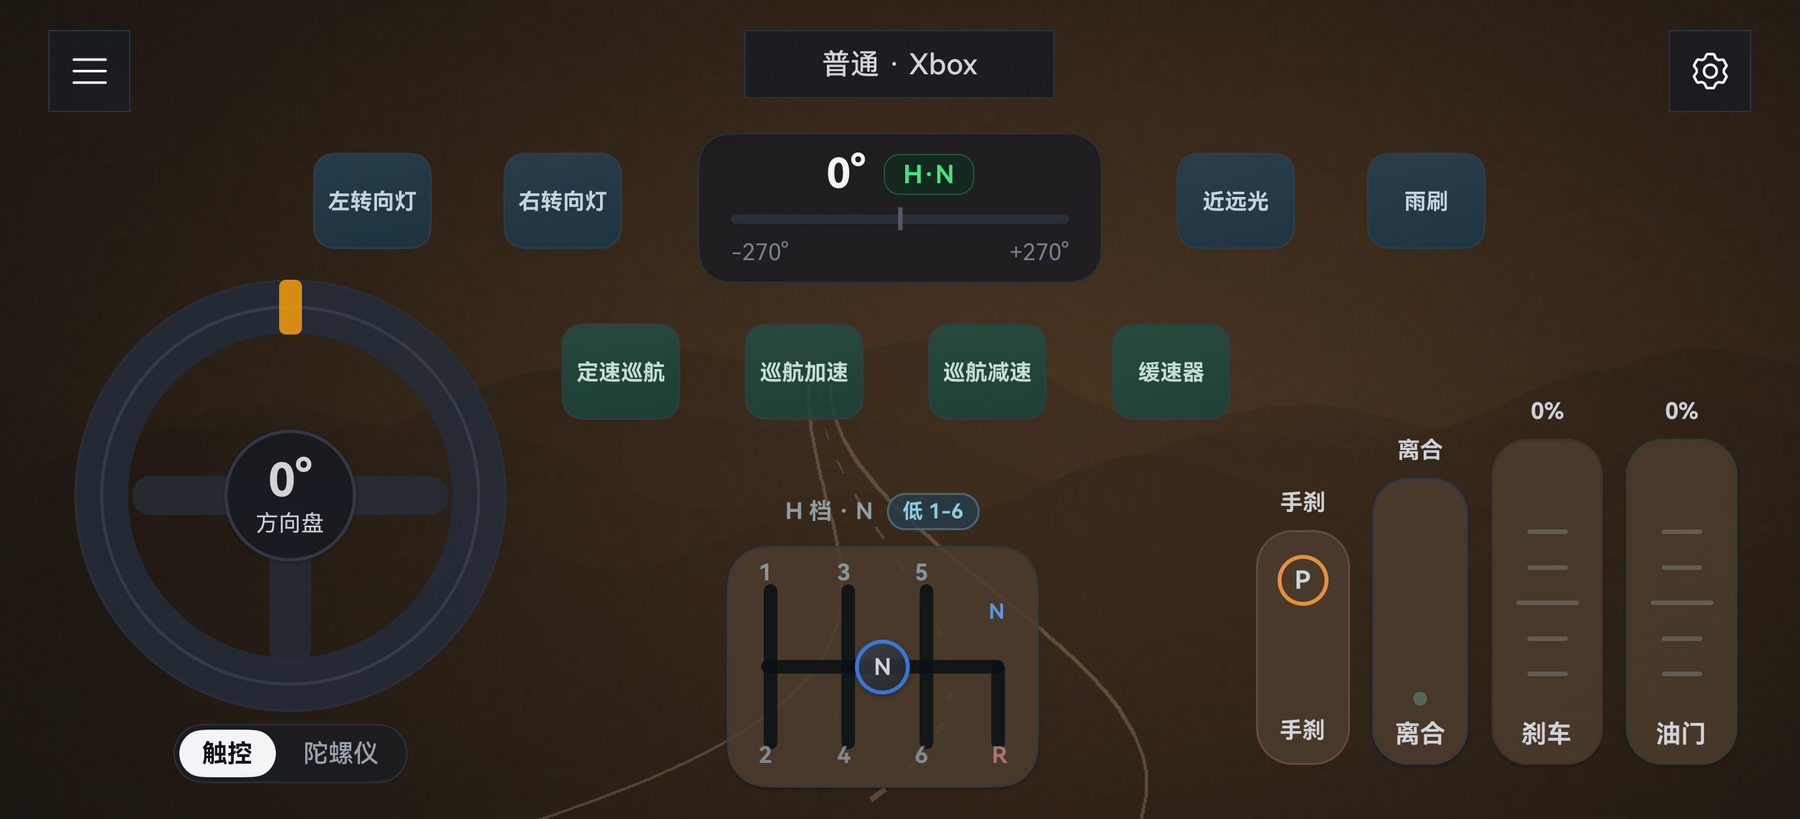 普通 · Xbox
左转向灯
右转向灯
0° H·N
-270° +270°
近远光
雨刷
定速巡航
巡航加速
巡航减速
缓速器
0°
方向盘
触控 陀螺仪
H 档 · N 低 1-6
1 3 5
N
N
2 4 6 R
手刹
P
手刹
离合
离合
0%
刹车
0%
油门